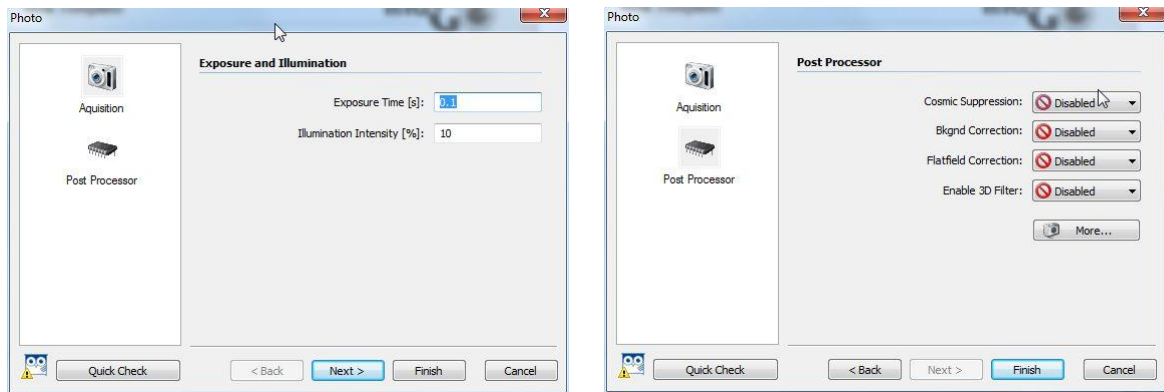 Photo
Exposure and Illumination
Aquisition
Exposure Time [s]: 0.1
Illumination Intensity [%]: 10
Post Processor
Quick Check
< Back
Next >
Finish
Cancel
Photo
Post Processor
Aquisition
Cosmic Suppression: Disabled
Bkgnd Correction: Disabled
Flatfield Correction: Disabled
Post Processor
Enable 3D Filter: Disabled
More...
Quick Check
< Back
Next >
Finish
Cancel